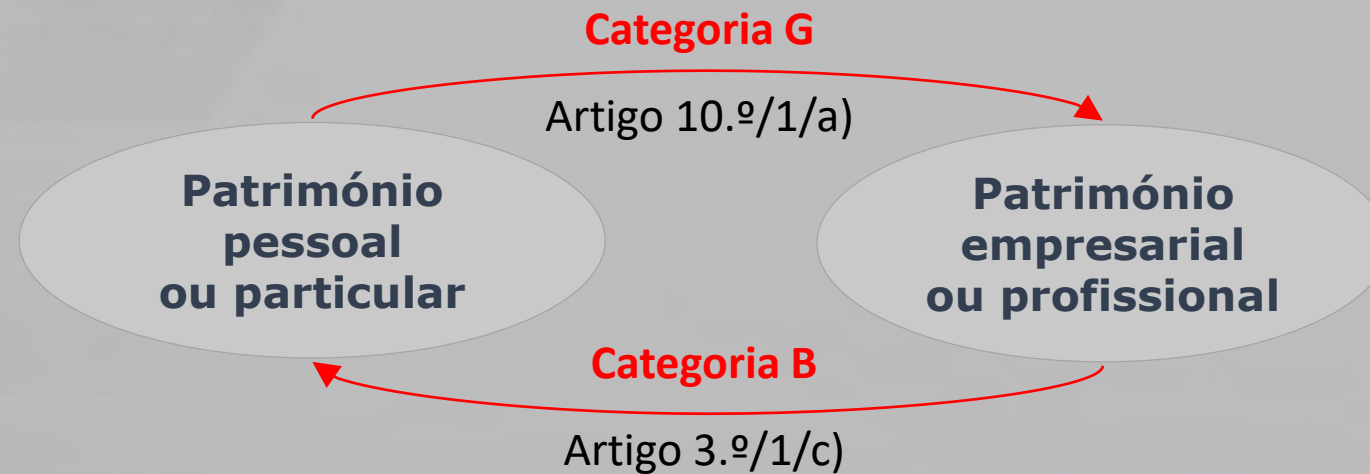 Categoria G
Artigo 10.º/1/a)
Património
pessoal
ou particular
Património
empresarial
ou profissional
Categoria B
Artigo 3.º/1/c)